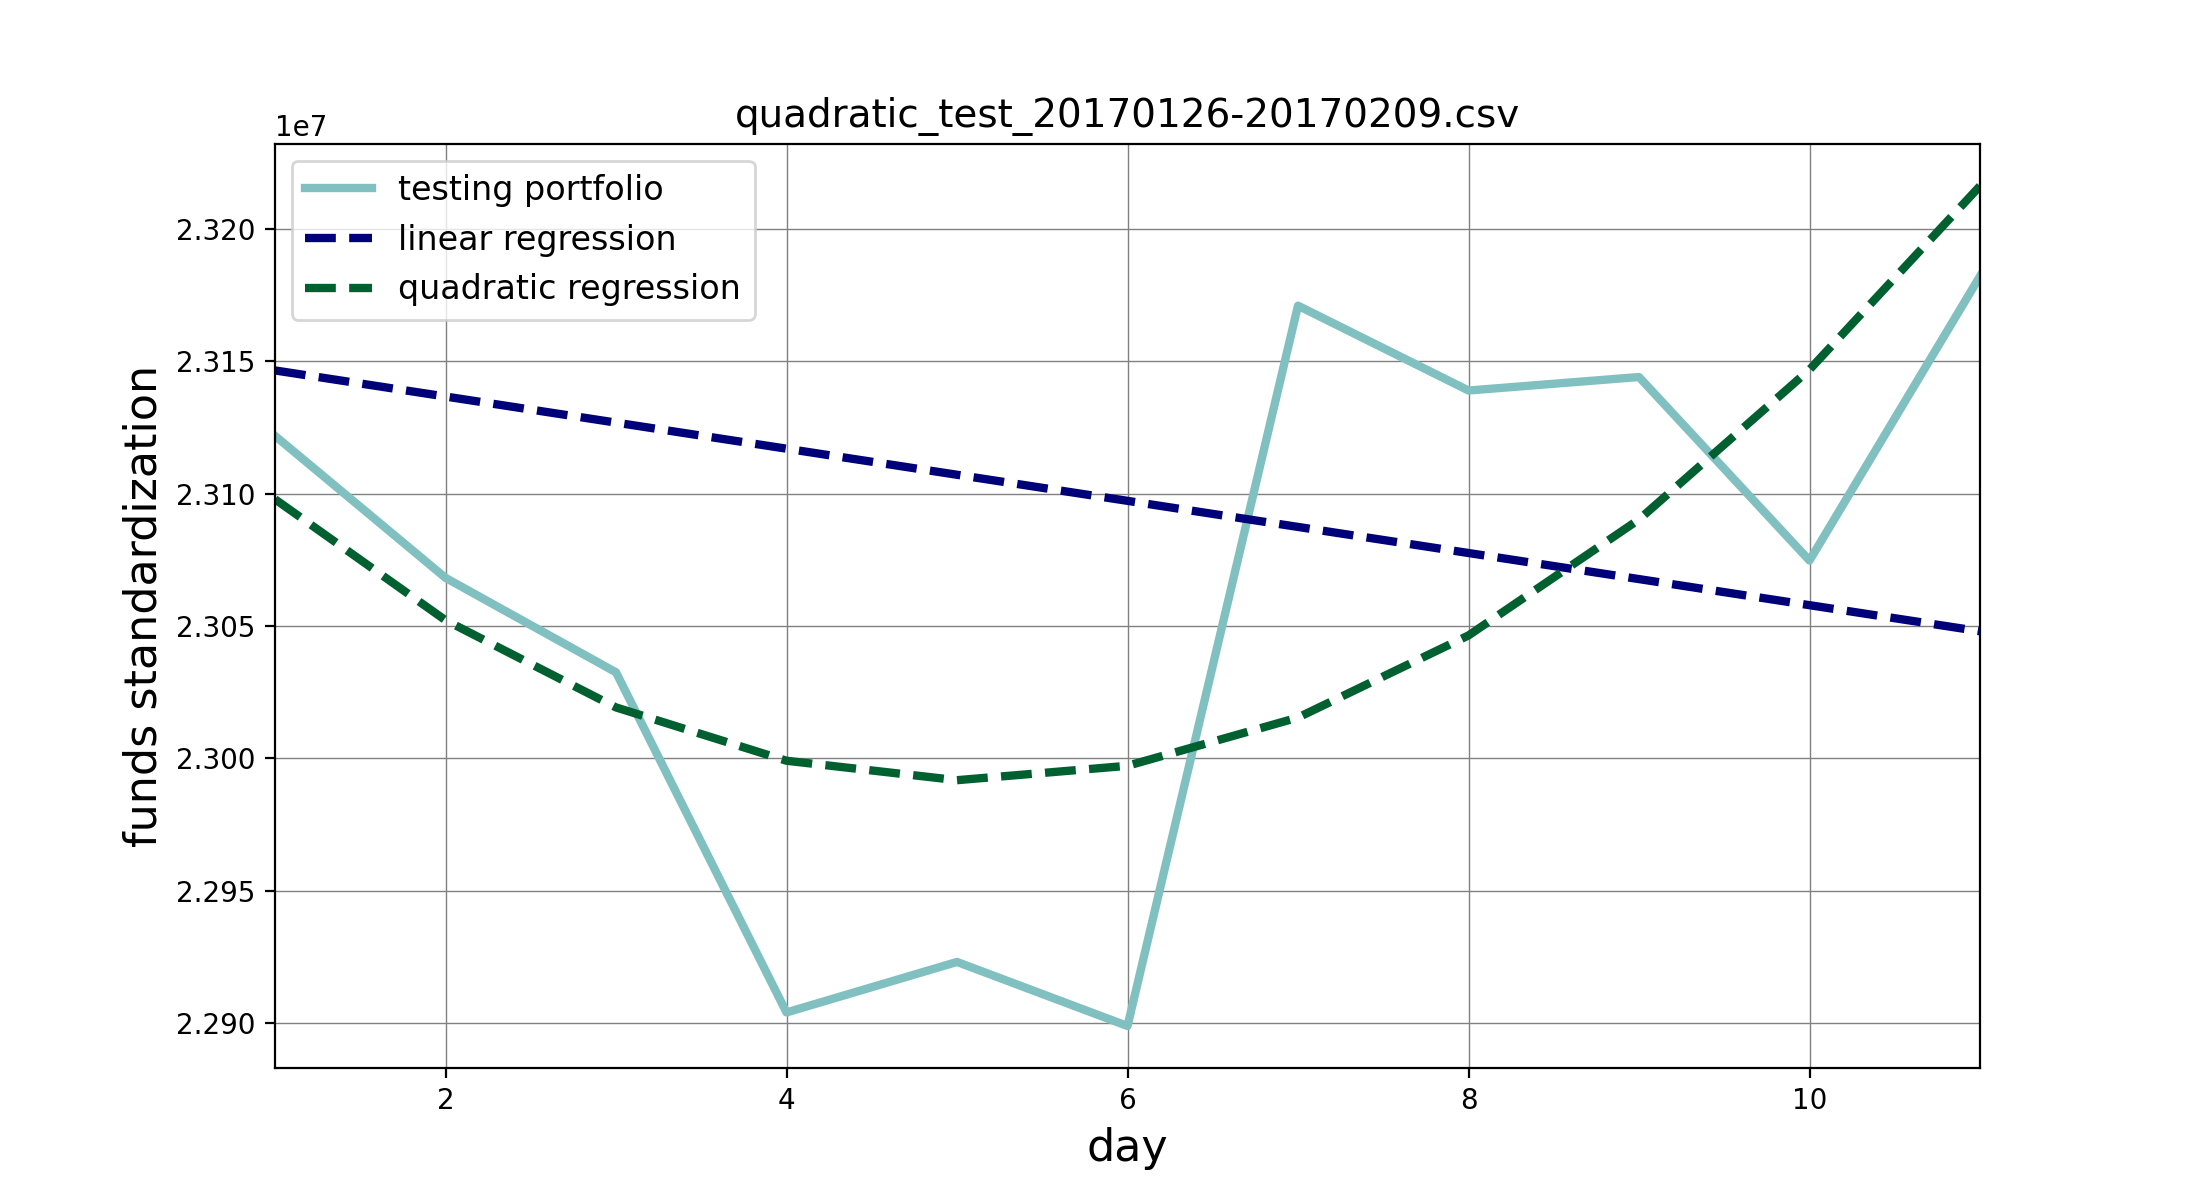 quadratic_test_20170126-20170209.csv
1e7
testing portfolio
linear regression
quadratic regression
2.320
2.315
2.310
2.305
2.300
2.295
2.290
funds standardization
2 4 6 8 10
day